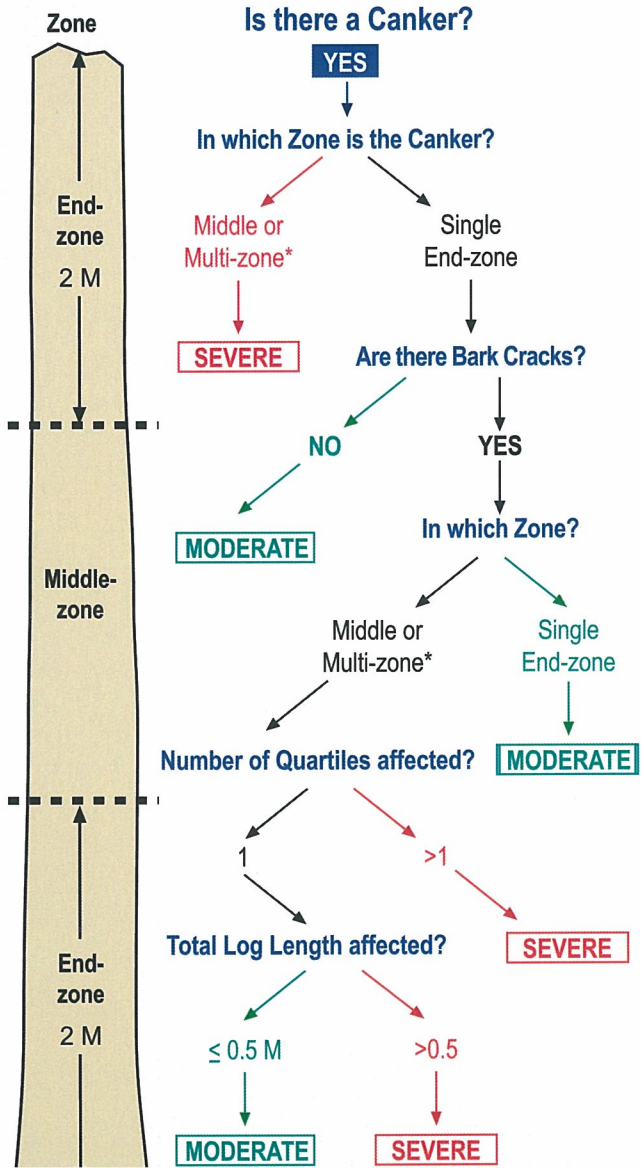 Zone
Is there a Canker?
YES
In which Zone is the Canker?
End-
zone
2 M
Middle or
Multi-zone*
Single
End-zone
SEVERE
Are there Bark Cracks?
NO
YES
MODERATE
In which Zone?
Middle-
zone
Middle or
Multi-zone*
Single
End-zone
Number of Quartiles affected?
MODERATE
1
>1
Total Log Length affected?
SEVERE
End-
zone
2 M
≤ 0.5 M
>0.5
MODERATE
SEVERE